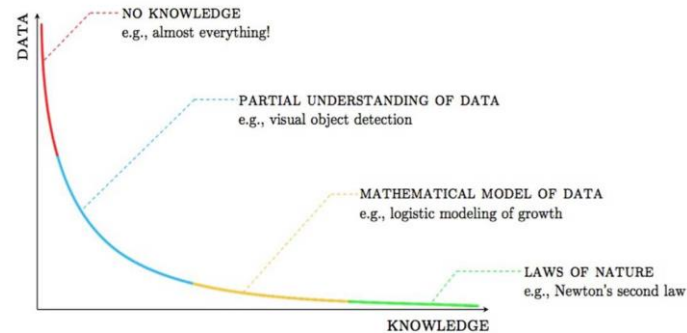 DATA
NO KNOWLEDGE
e.g., almost everything!
PARTIAL UNDERSTANDING OF DATA
e.g., visual object detection
MATHEMATICAL MODEL OF DATA
e.g., logistic modeling of growth
LAWS OF NATURE
e.g., Newton's second law
KNOWLEDGE